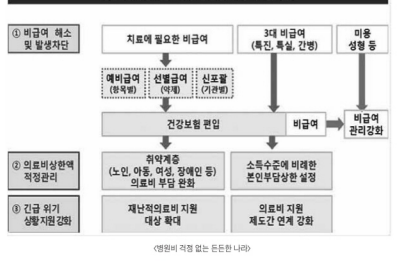 ① 비급여 해소
및 발생차단
치료에 필요한 비급여
3대 비급여
(특진, 특실, 간병)
미용
성형 등
예비급여
(항목별)
선별급여
(약제)
신포괄
(기관별)
건강보험 편입
비급여
비급여
관리강화
② 의료비상한액
적정관리
취약계층
(노인, 아동, 여성, 장애인 등)
의료비 부담 완화
소득수준에 비례한
본인부담상한 설정
③ 긴급 위기
상황지원강화
재난적의료비 지원
대상 확대
의료비 지원
제도간 연계 강화
<병원비 걱정 없는 든든한 나라>